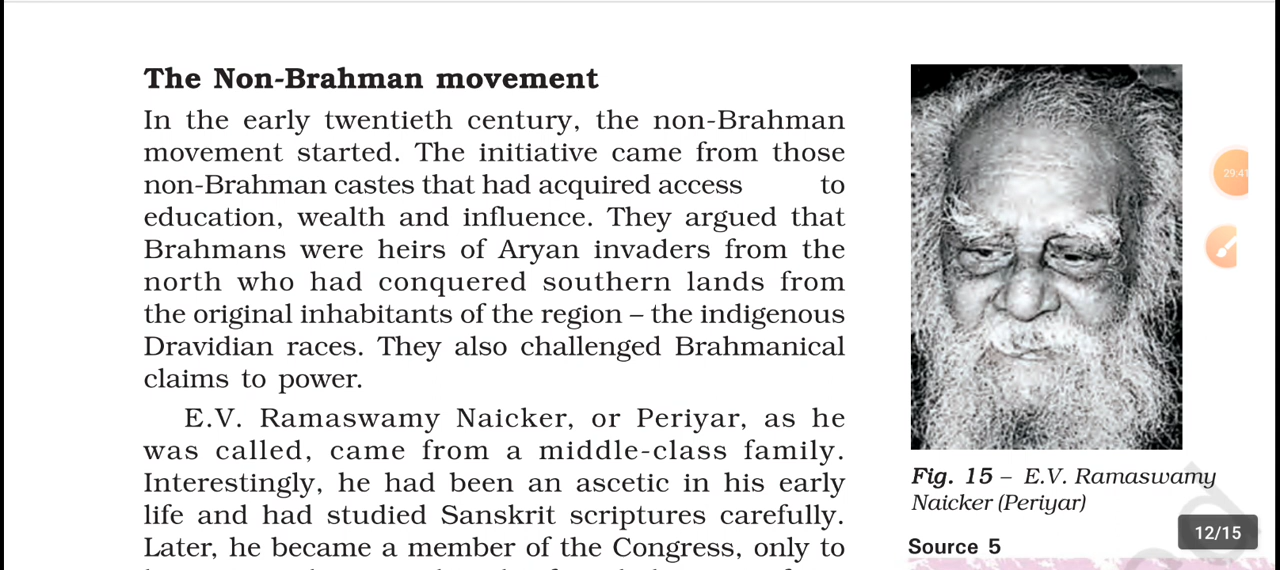 The Non-Brahman movement
In the early twentieth century, the non-Brahman
movement started. The initiative came from those
non-Brahman castes that had acquired access to
education, wealth and influence. They argued that
Brahmans were heirs of Aryan invaders from the
north who had conquered southern lands from
the original inhabitants of the region – the indigenous
Dravidian races. They also challenged Brahmanical
claims to power.
E.V. Ramaswamy Naicker, or Periyar, as he
was called, came from a middle-class family.
Interestingly, he had been an ascetic in his early
life and had studied Sanskrit scriptures carefully.
Later, he became a member of the Congress, only to
Fig. 15 – E.V. Ramaswamy
Naicker (Periyar)
Source 5
29:41
12/15